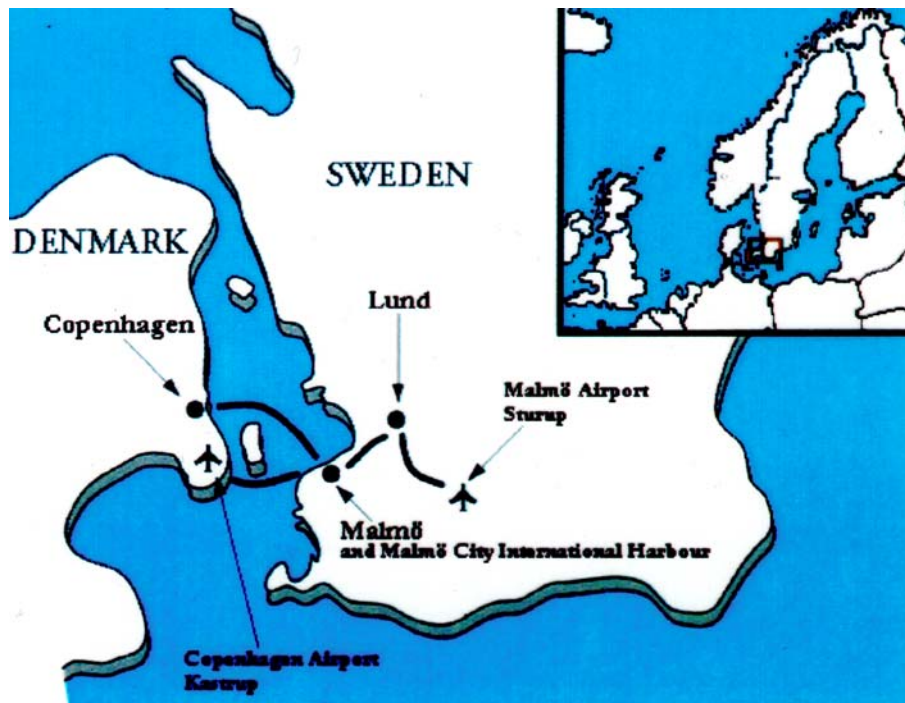 SWEDEN
DENMARK
Lund
Copenhagen
Malmö Airport
Sturup
Malmö
and Malmö City International Harbour
Copenhagen Airport
Kastrup